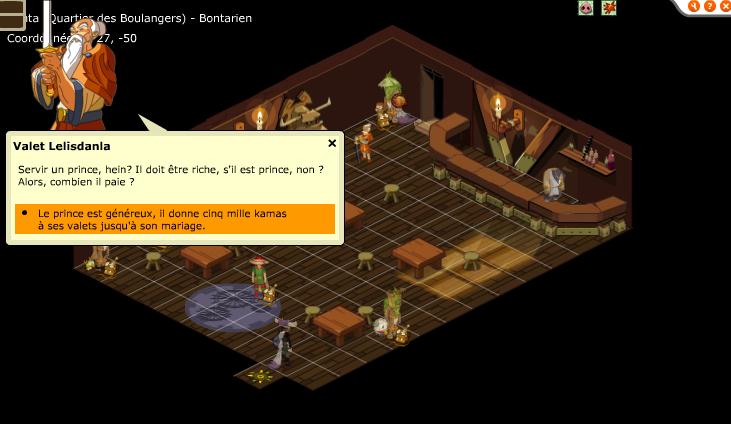 (Quartier des Boulangers) - Bontarien
27, -50
Valet Lelisdanla
Servir un prince, hein? Il doit être riche, s'il est prince, non ?
Alors, combien il paie ?
Le prince est généreux, il donne cinq mille kamas
à ses valets jusqu'à son mariage.